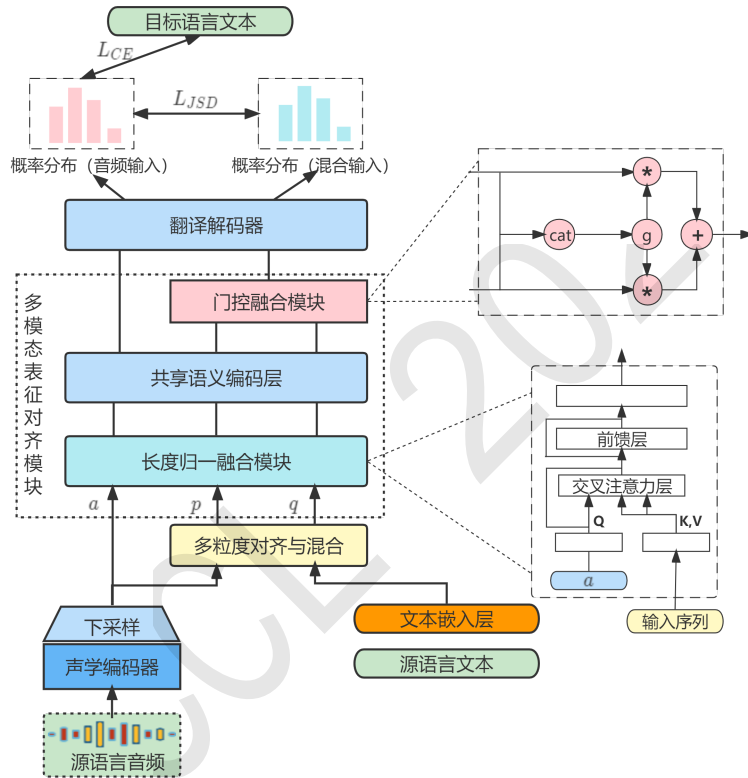 目标语言文本
L_{CE}
L_{JSD}
概率分布（音频输入）
概率分布（混合输入）
翻译解码器
门控融合模块
多模态表征对齐模块
共享语义编码层
长度归一融合模块
a
p
q
多粒度对齐与混合
下采样
文本嵌入层
声学编码器
源语言文本
源语言音频
*
cat
g
+
*
前馈层
交叉注意力层
Q
K,V
a
输入序列
CCL 202